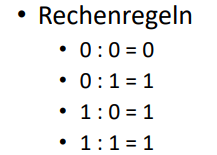 • Rechenregeln
• 0 : 0 = 0
• 0 : 1 = 1
• 1 : 0 = 1
• 1 : 1 = 1